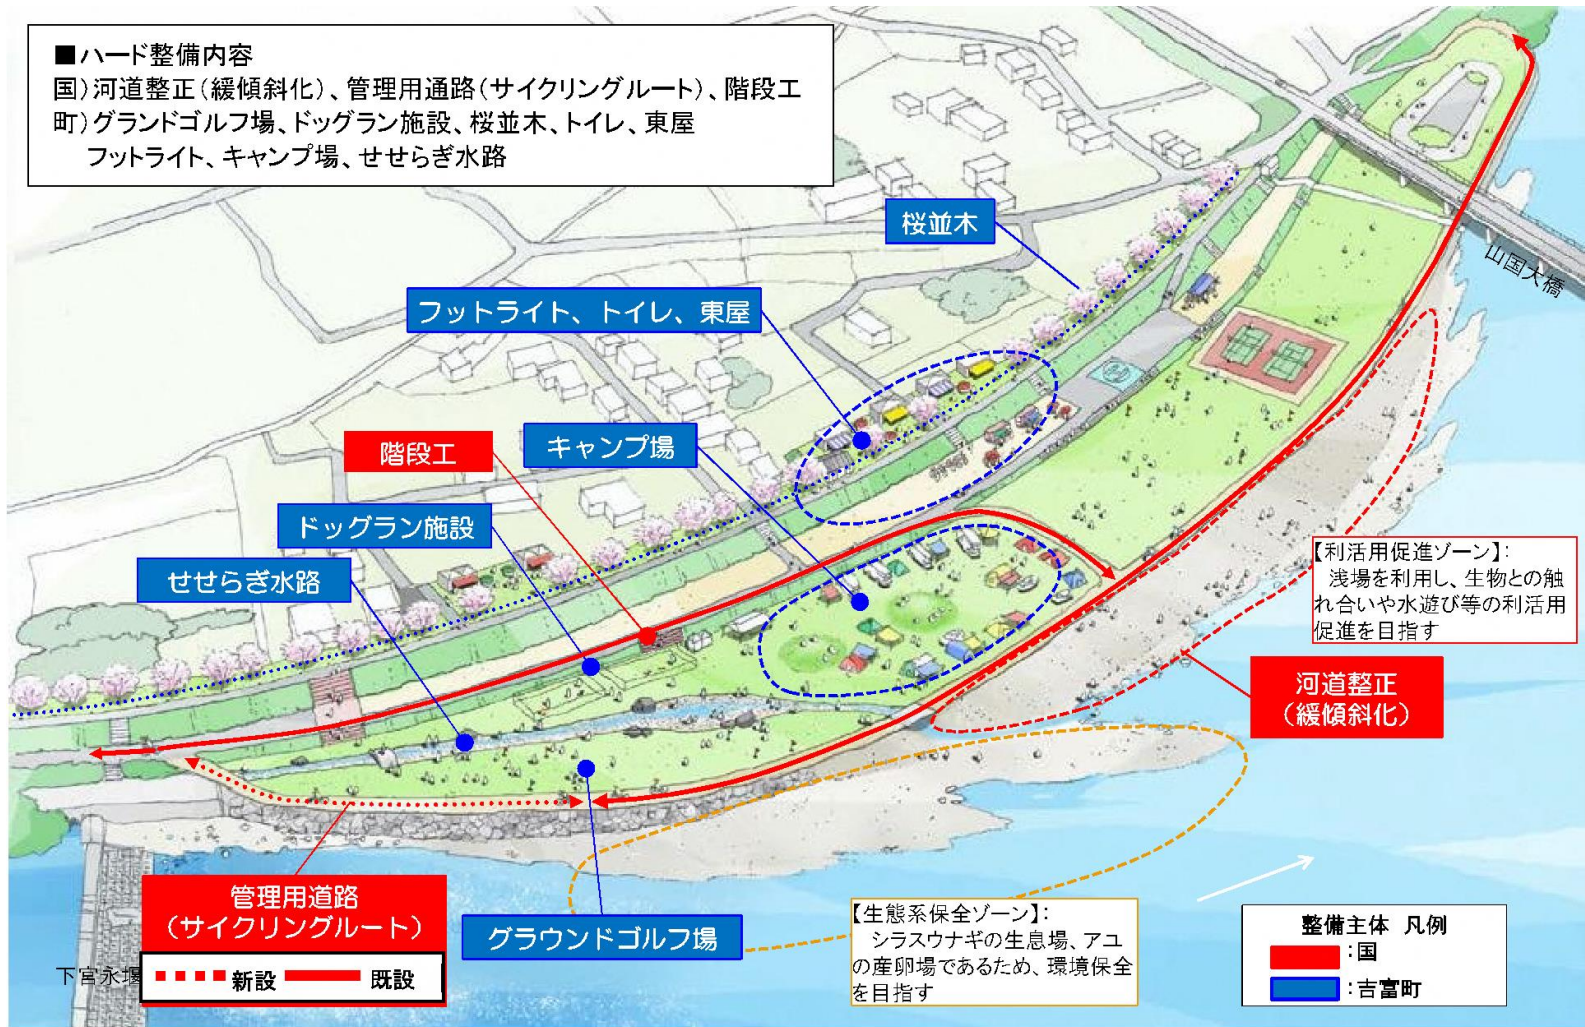 ■ハード整備内容
国)河道整正(緩傾斜化)、管理用通路(サイクリングルート)、階段工
町)グランドゴルフ場、ドッグラン施設、桜並木、トイレ、東屋
フットライト、キャンプ場、せせらぎ水路
桜並木
山国大橋
フットライト、トイレ、東屋
キャンプ場
階段工
ドッグラン施設
せせらぎ水路
【利活用促進ゾーン】:
浅場を利用し、生物との触
れ合いや水遊び等の利活用
促進を目指す
河道整正
(緩傾斜化)
管理用道路
(サイクリングルート)
新設 既設
下宮永堰
グラウンドゴルフ場
【生態系保全ゾーン】:
シラスウナギの生息場、アユ
の産卵場であるため、環境保全
を目指す
整備主体 凡例
:国
:吉富町